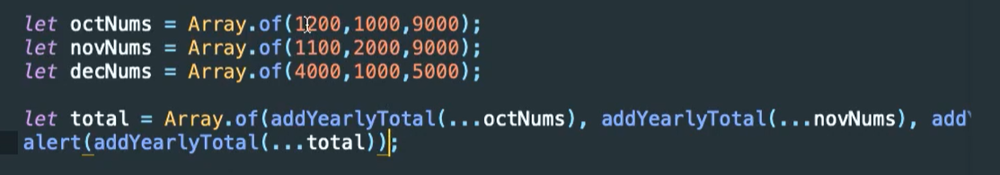 let octNums = Array.of(1200,1000,9000);
let novNums = Array.of(1100,2000,9000);
let decNums = Array.of(4000,1000,5000);
let total = Array.of(addYearlyTotal(...octNums), addYearlyTotal(...novNums), add
alert(addYearlyTotal(...total));